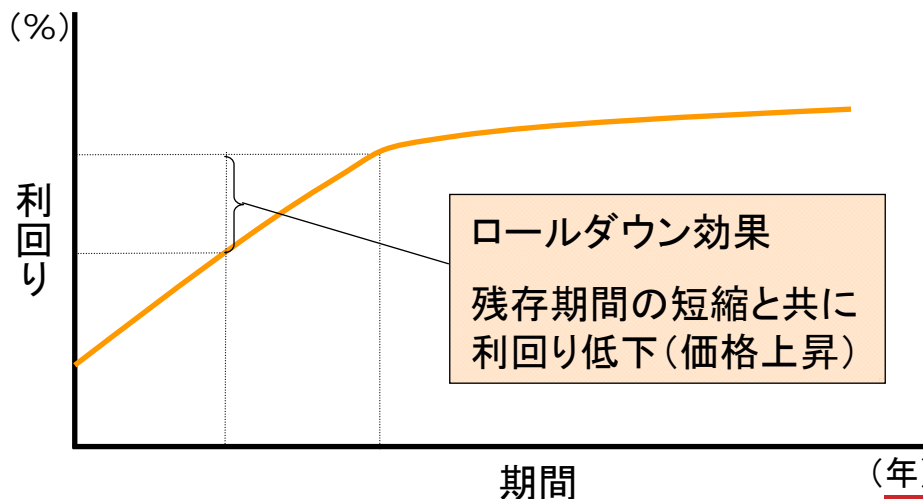 (%)
利回り
ロールダウン効果
残存期間の短縮と共に
利回り低下(価格上昇)
期間
(年)